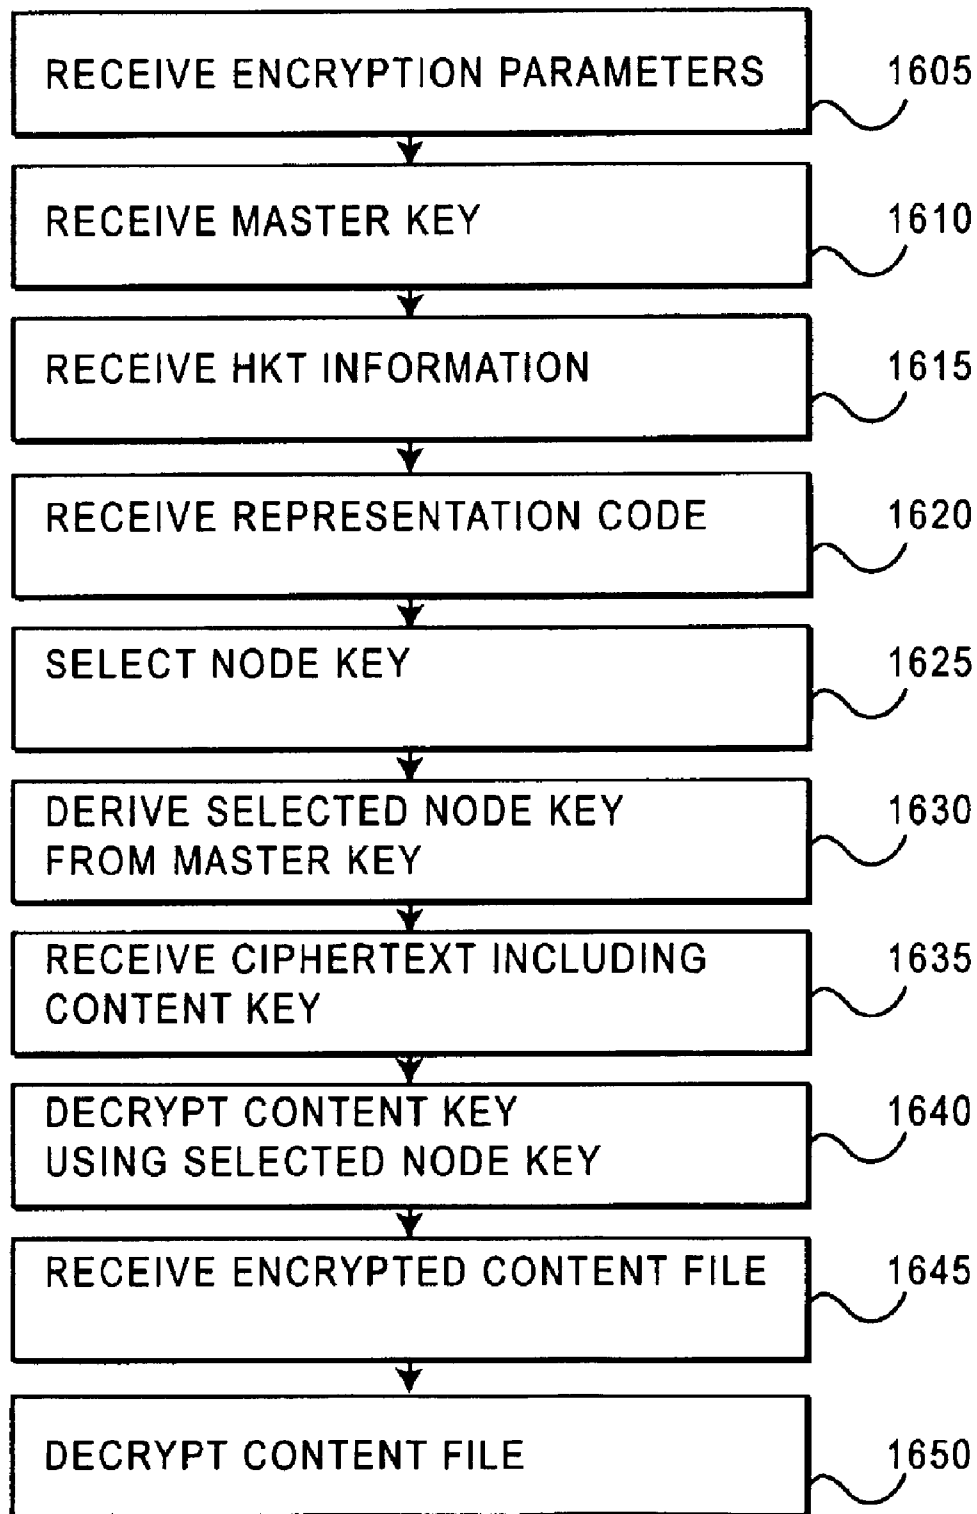 RECEIVE ENCRYPTION PARAMETERS 1605
RECEIVE MASTER KEY 1610
RECEIVE HKT INFORMATION 1615
RECEIVE REPRESENTATION CODE 1620
SELECT NODE KEY 1625
DERIVE SELECTED NODE KEY 1630
FROM MASTER KEY
RECEIVE CIPHERTEXT INCLUDING 1635
CONTENT KEY
DECRYPT CONTENT KEY 1640
USING SELECTED NODE KEY
RECEIVE ENCRYPTED CONTENT FILE 1645
DECRYPT CONTENT FILE 1650